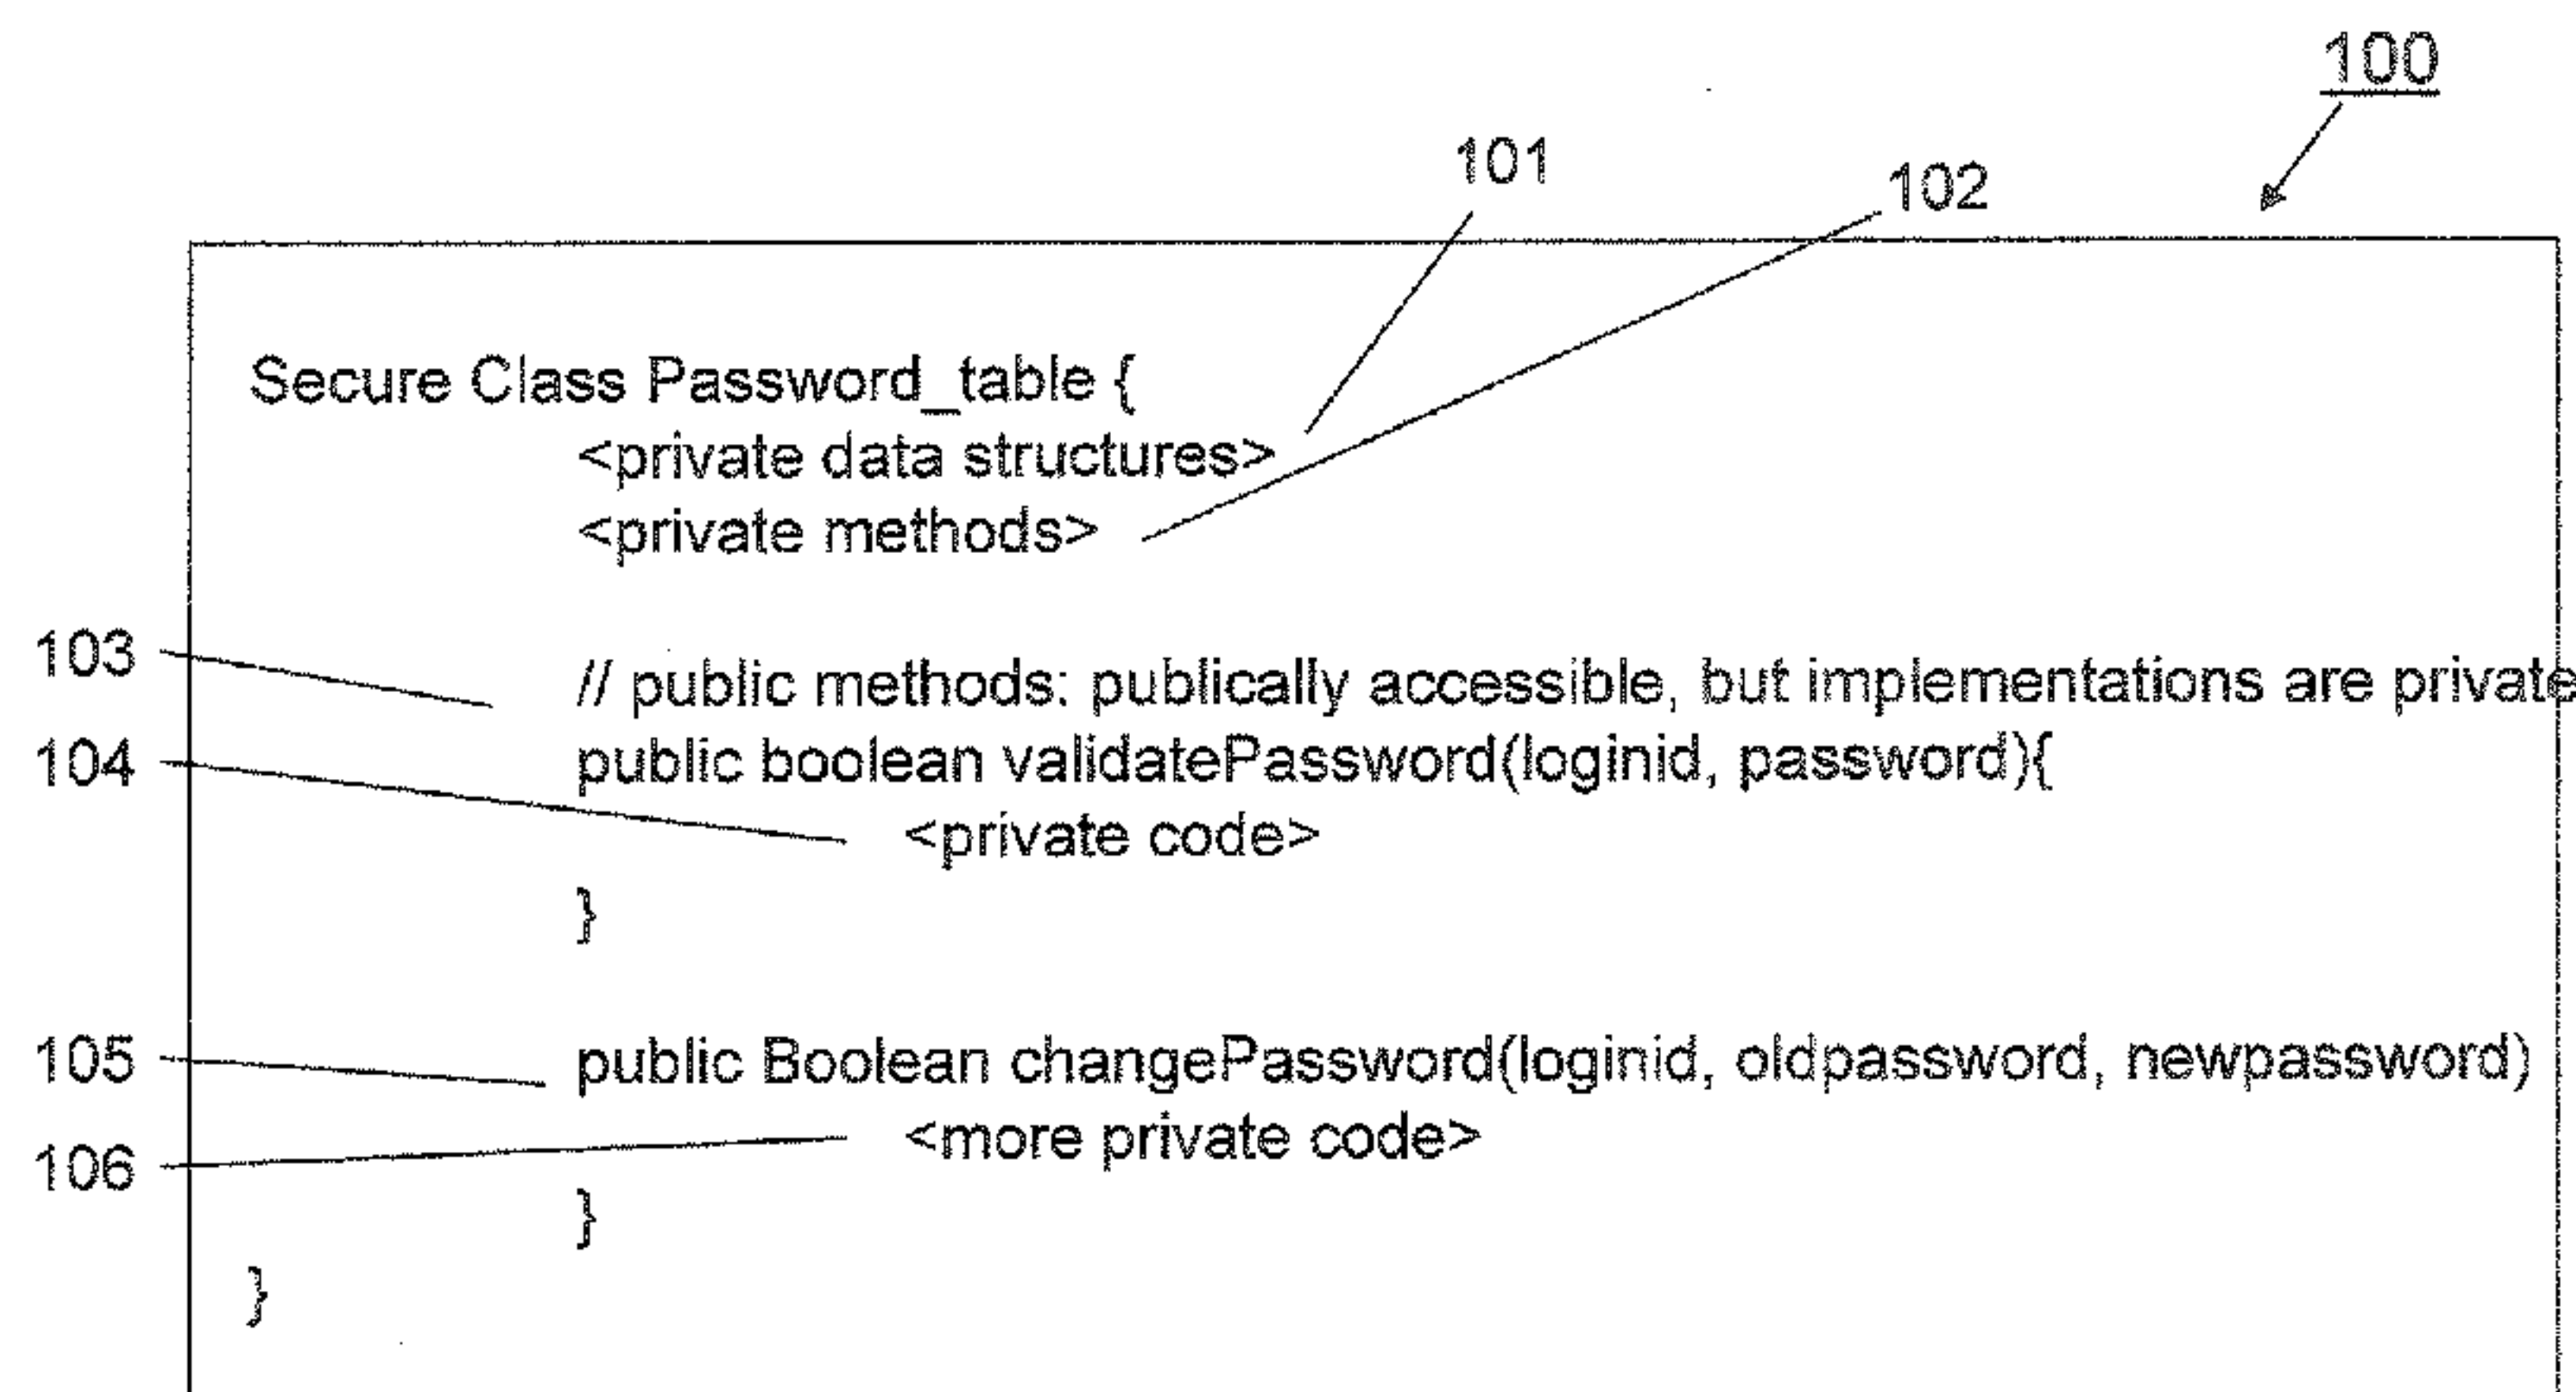 100
101
102
Secure Class Password_table {
<private data structures>
<private methods>
103
// public methods: publically accessible, but implementations are private
104
public boolean validatePassword(loginid, password){
<private code>
}
105
public Boolean changePassword(loginid, oldpassword, newpassword)
106
<more private code>
}
}